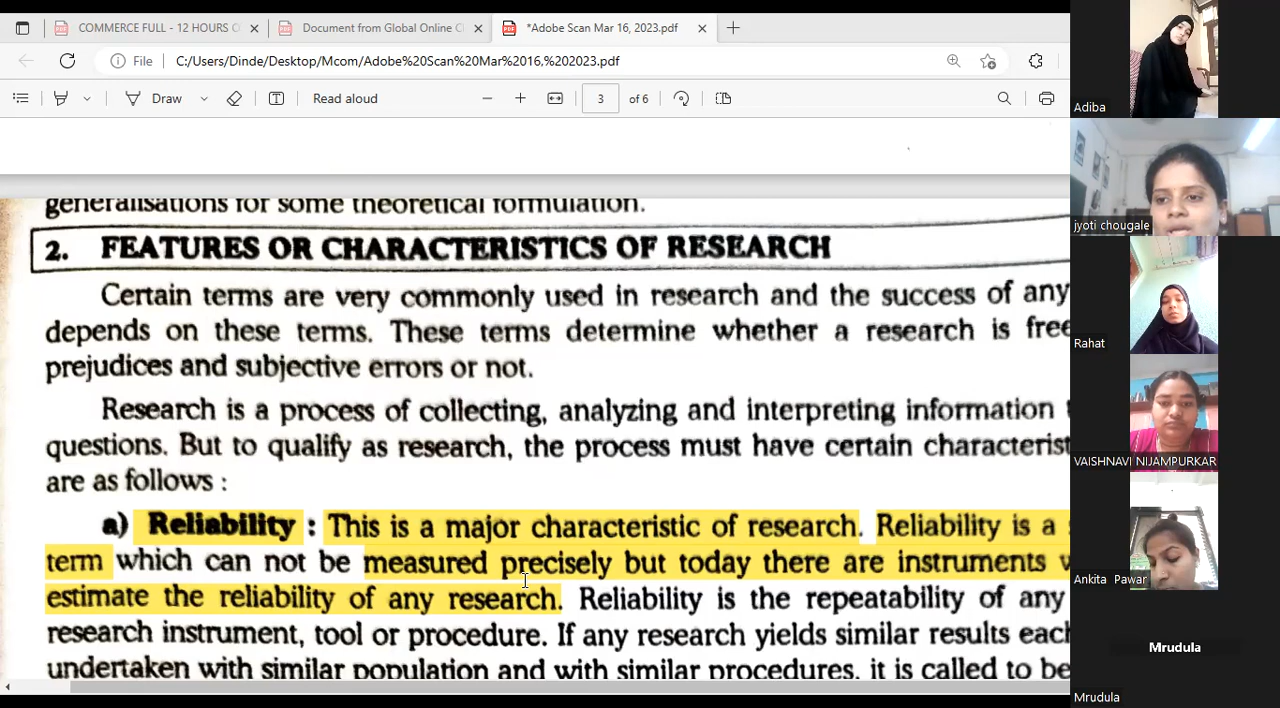 COMMERCE FULL - 12 HOURS
Document from Global Online C
*Adobe Scan Mar 16, 2023.pdf
File C:/Users/Dinde/Desktop/Mcom/Adobe%20Scan%20Mar%2016,%202023.pdf
Draw
Read aloud
3 of 6
generalisations for some theoretical formulation.
2. FEATURES OR CHARACTERISTICS OF RESEARCH
Certain terms are very commonly used in research and the success of any
depends on these terms. These terms determine whether a research is free
prejudices and subjective errors or not.
Research is a process of collecting, analyzing and interpreting information
questions. But to qualify as research, the process must have certain characterist
are as follows :
a) Reliability : This is a major characteristic of research. Reliability is a
term which can not be measured precisely but today there are instruments
estimate the reliability of any research. Reliability is the repeatability of any
research instrument, tool or procedure. If any research yields similar results eac
undertaken with similar population and with similar procedures, it is called to be
Adiba
jyoti chougale
Rahat
VAISHNAVI NIJAMPURKAR
Ankita Pawar
Mrudula
Mrudula